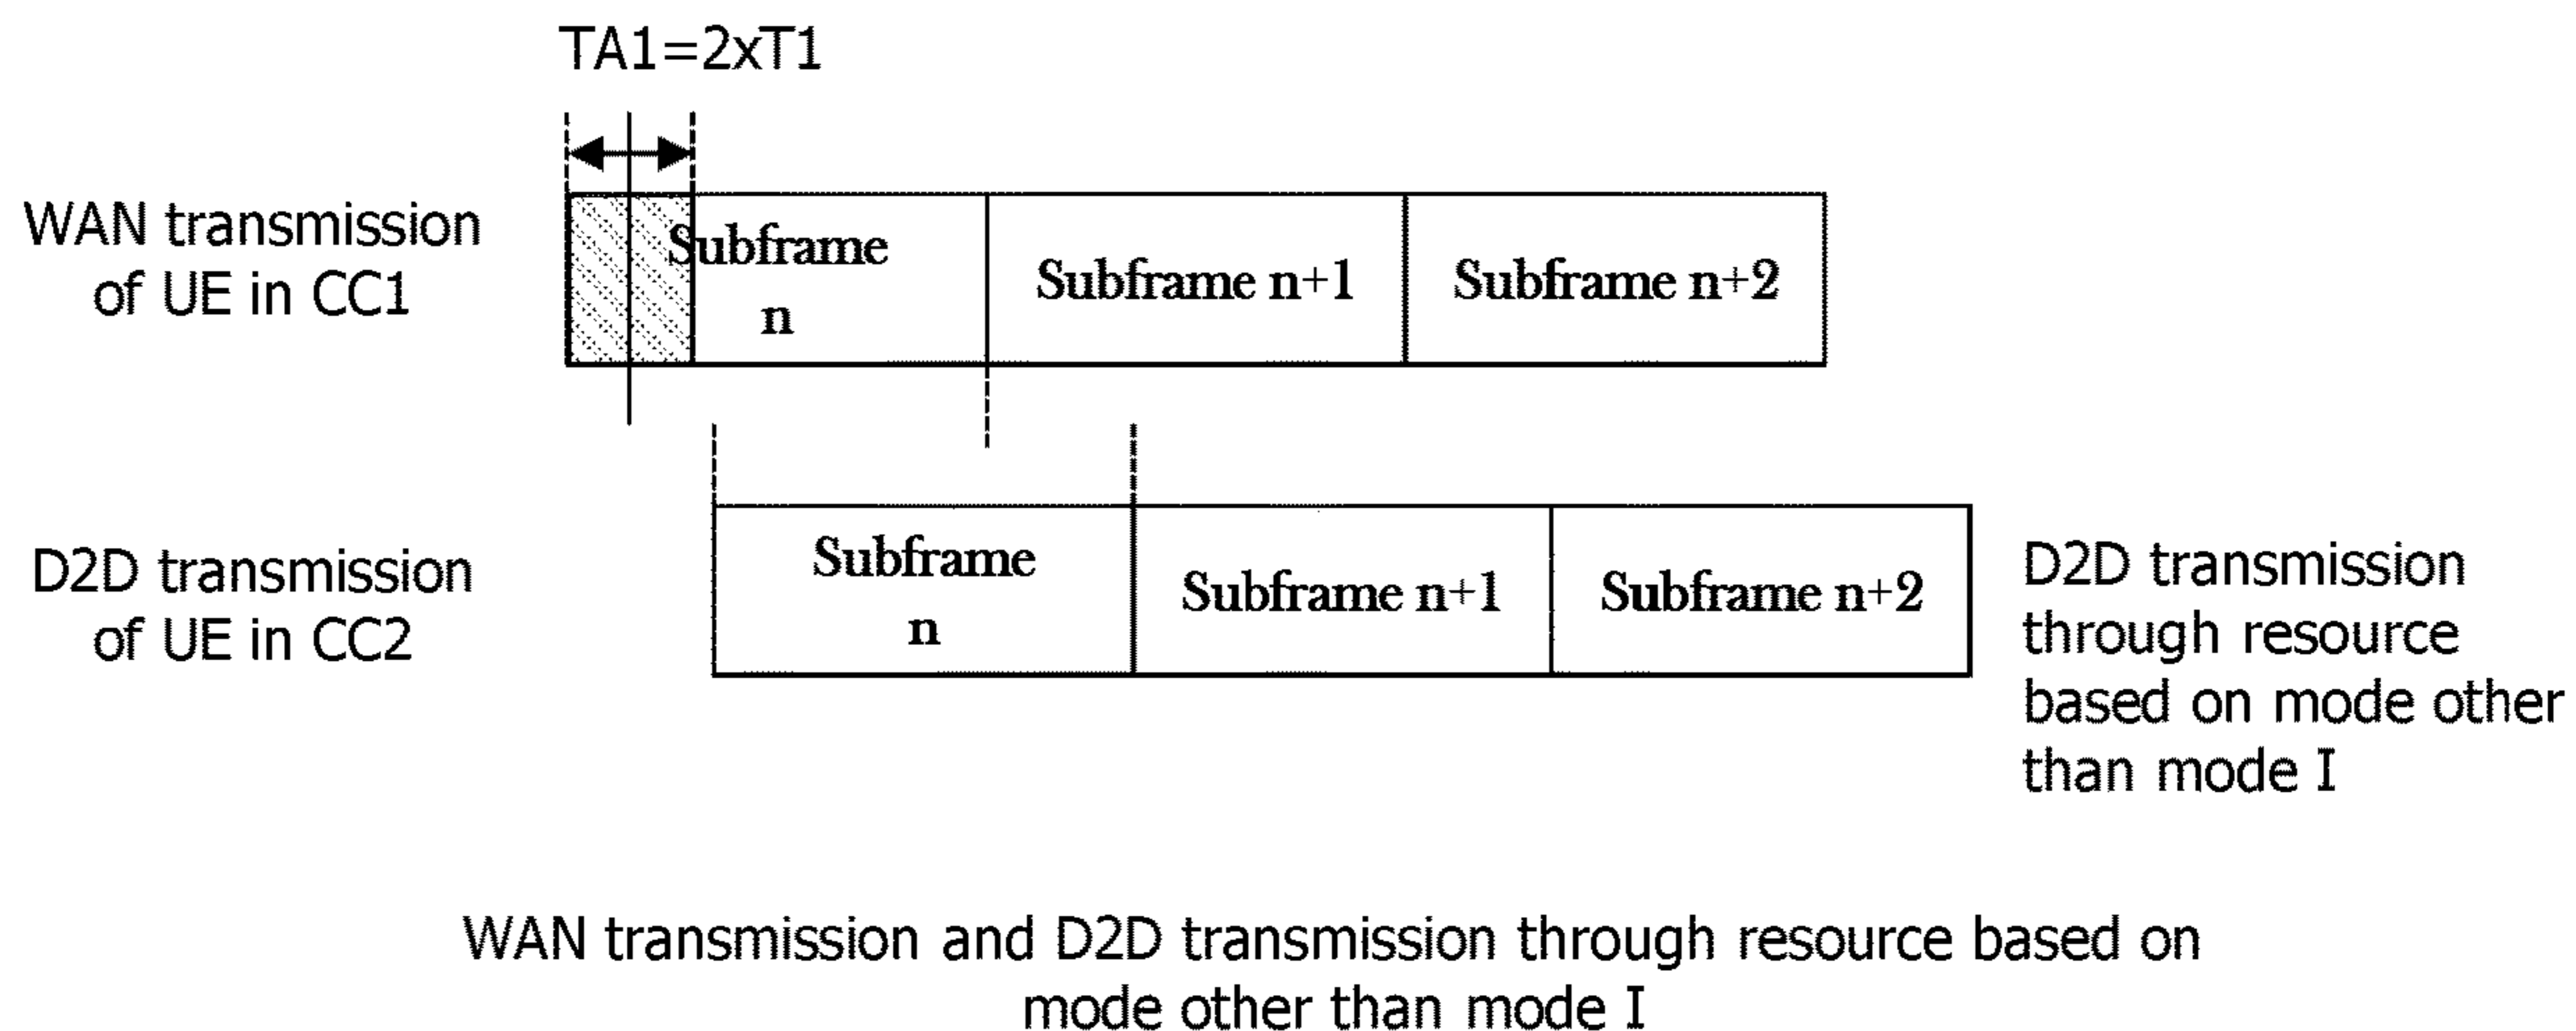 TA1=2xT1
WAN transmission
of UE in CC1
Subframe
n
Subframe n+1
Subframe n+2
D2D transmission
of UE in CC2
Subframe
n
Subframe n+1
Subframe n+2
D2D transmission
through resource
based on mode other
than mode I
WAN transmission and D2D transmission through resource based on
mode other than mode I